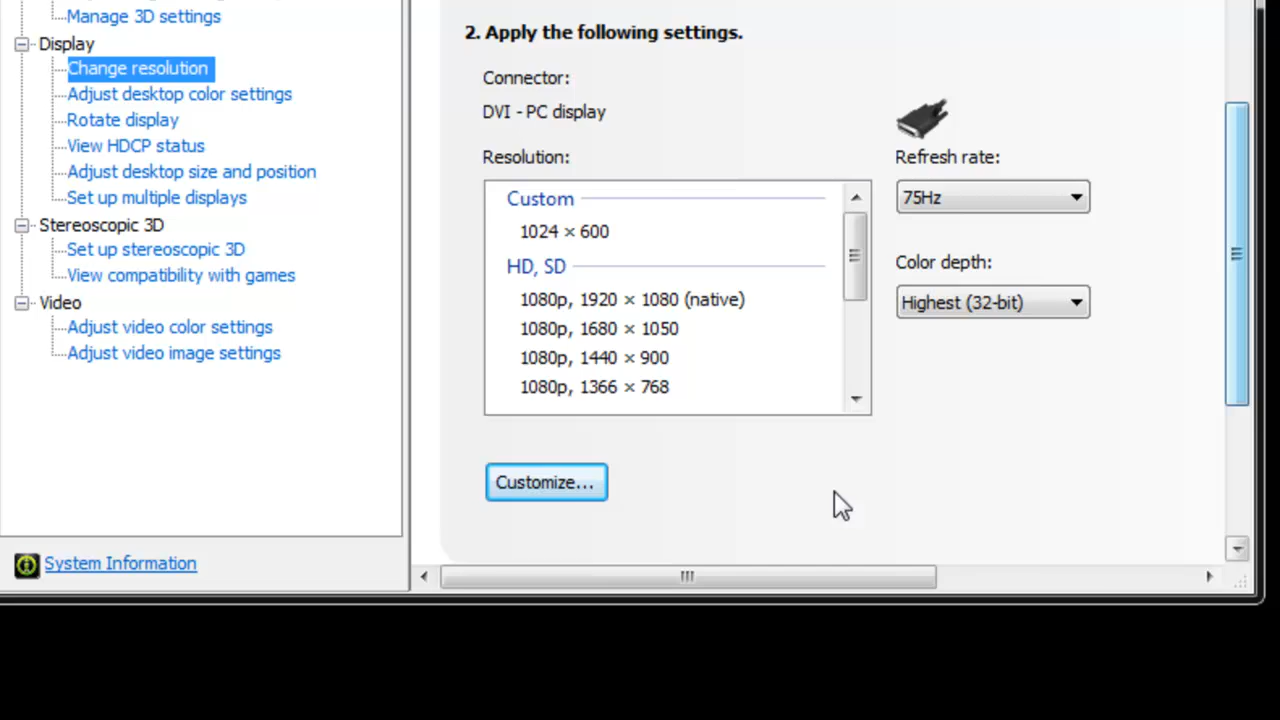 Manage 3D settings
Display
Change resolution
Adjust desktop color settings
Rotate display
View HDCP status
Adjust desktop size and position
Set up multiple displays
Stereoscopic 3D
Set up stereoscopic 3D
View compatibility with games
Video
Adjust video color settings
Adjust video image settings
System Information
2. Apply the following settings.
Connector:
DVI - PC display
Resolution:
Custom
1024 × 600
HD, SD
1080p, 1920 × 1080 (native)
1080p, 1680 × 1050
1080p, 1440 × 900
1080p, 1366 × 768
Refresh rate:
75Hz
Color depth:
Highest (32-bit)
Customize...